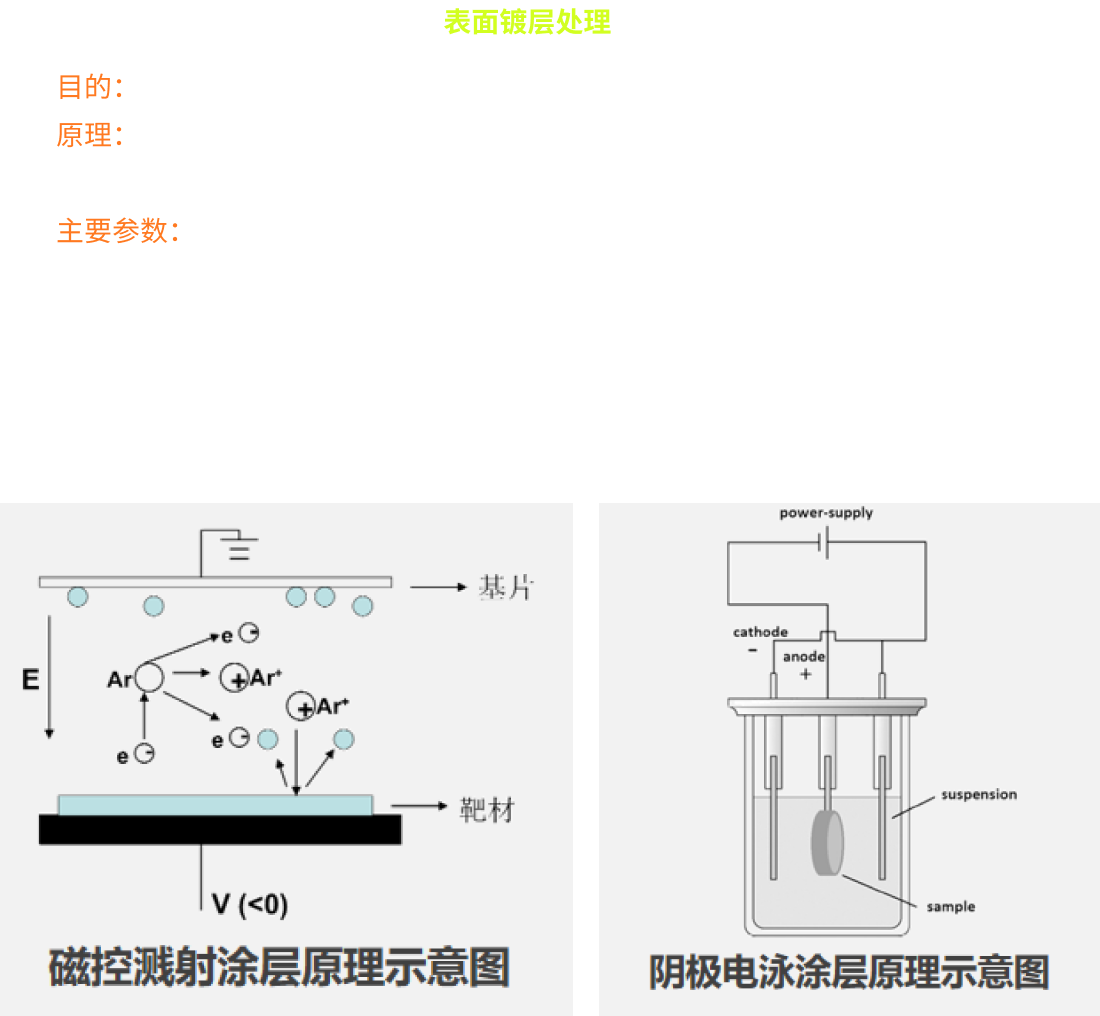 表面镀层处理
目的：
原理：
主要参数：
基片
e
E
Ar
Ar⁺
Ar⁺
e
e
靶材
V (<0)
磁控溅射涂层原理示意图
power-supply
cathode
−
anode
+
suspension
sample
阴极电泳涂层原理示意图